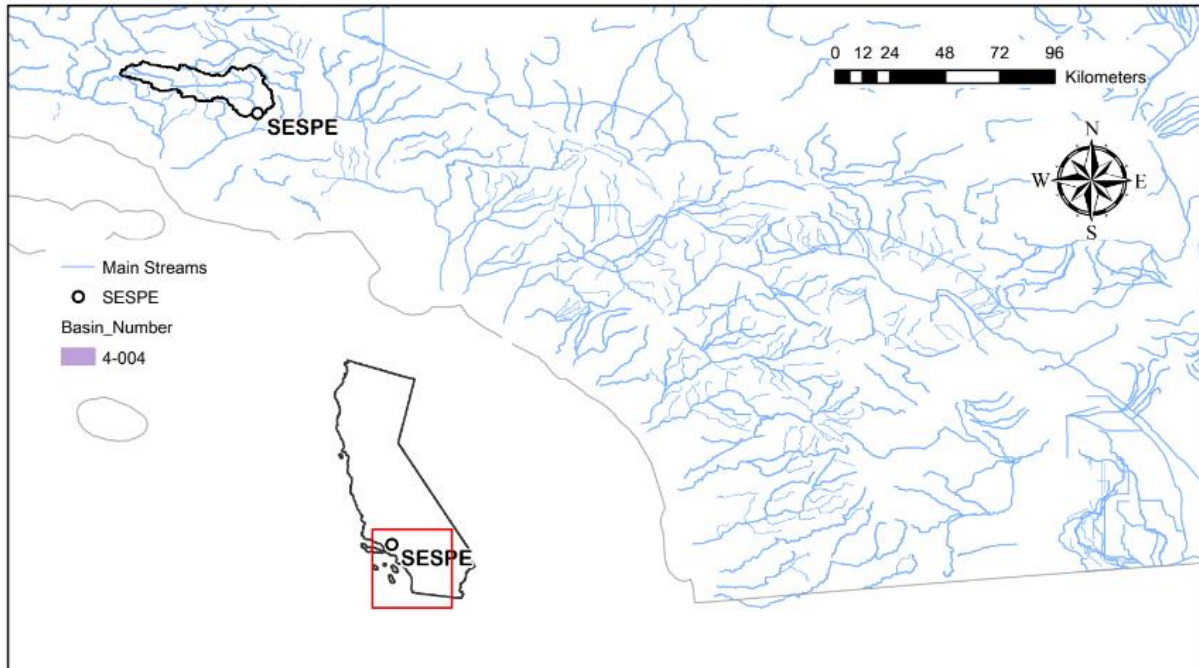 0 12 24 48 72 96
Kilometers
SESPE
N
W E
S
Main Streams
SESPE
Basin_Number
4-004
SESPE